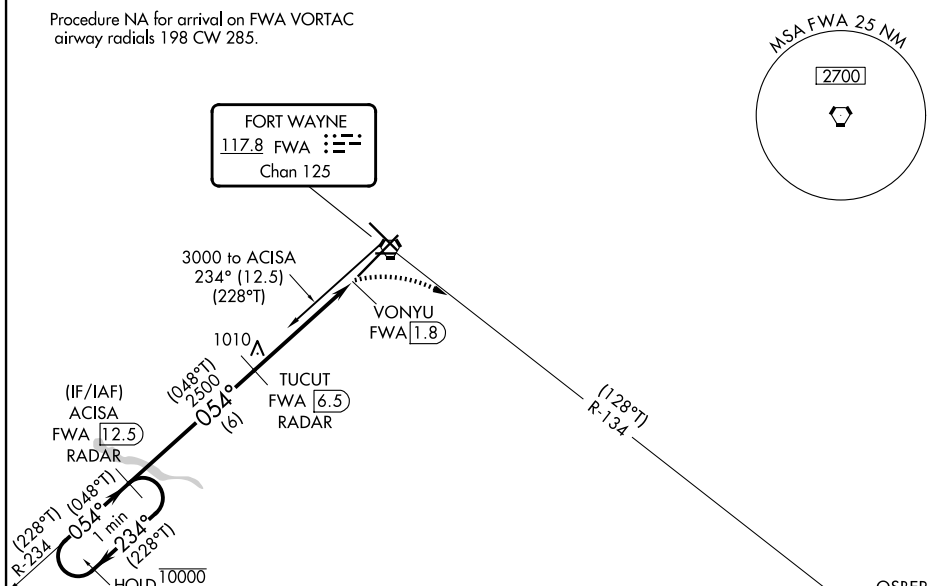 Procedure NA for arrival on FWA VORTAC
airway radials 198 CW 285.
MSA FWA 25 NM
2700
FORT WAYNE
117.8 FWA
Chan 125
3000 to ACISA
234° (12.5)
(228°T)
VONYU
FWA 1.8
1010
TUCUT
FWA 6.5
RADAR
(048°T)
2500
054°
(6)
(IF/IAF)
ACISA
FWA 12.5
RADAR
(128°T)
R-134
(228°T)
R-234
054°
(048°T)
1 min
234°
(228°T)
HOLD 10000